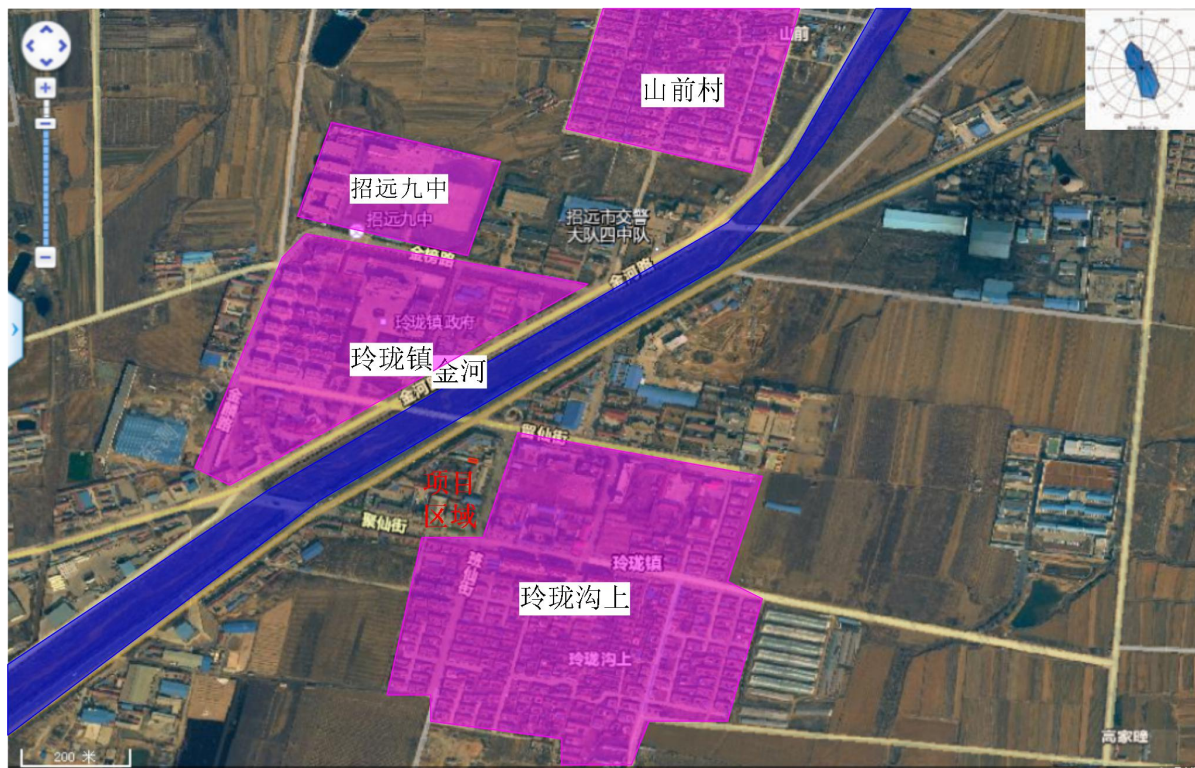 山前
山前村
招远九中
招远九中
招远市交警
大队四中队
金榜路
金河路
玲珑镇政府
玲珑镇
金河
金河
聚仙街
项目
区域
聚仙街
玲珑镇
玲珑沟上
玲珑沟上
高家疃
200 米